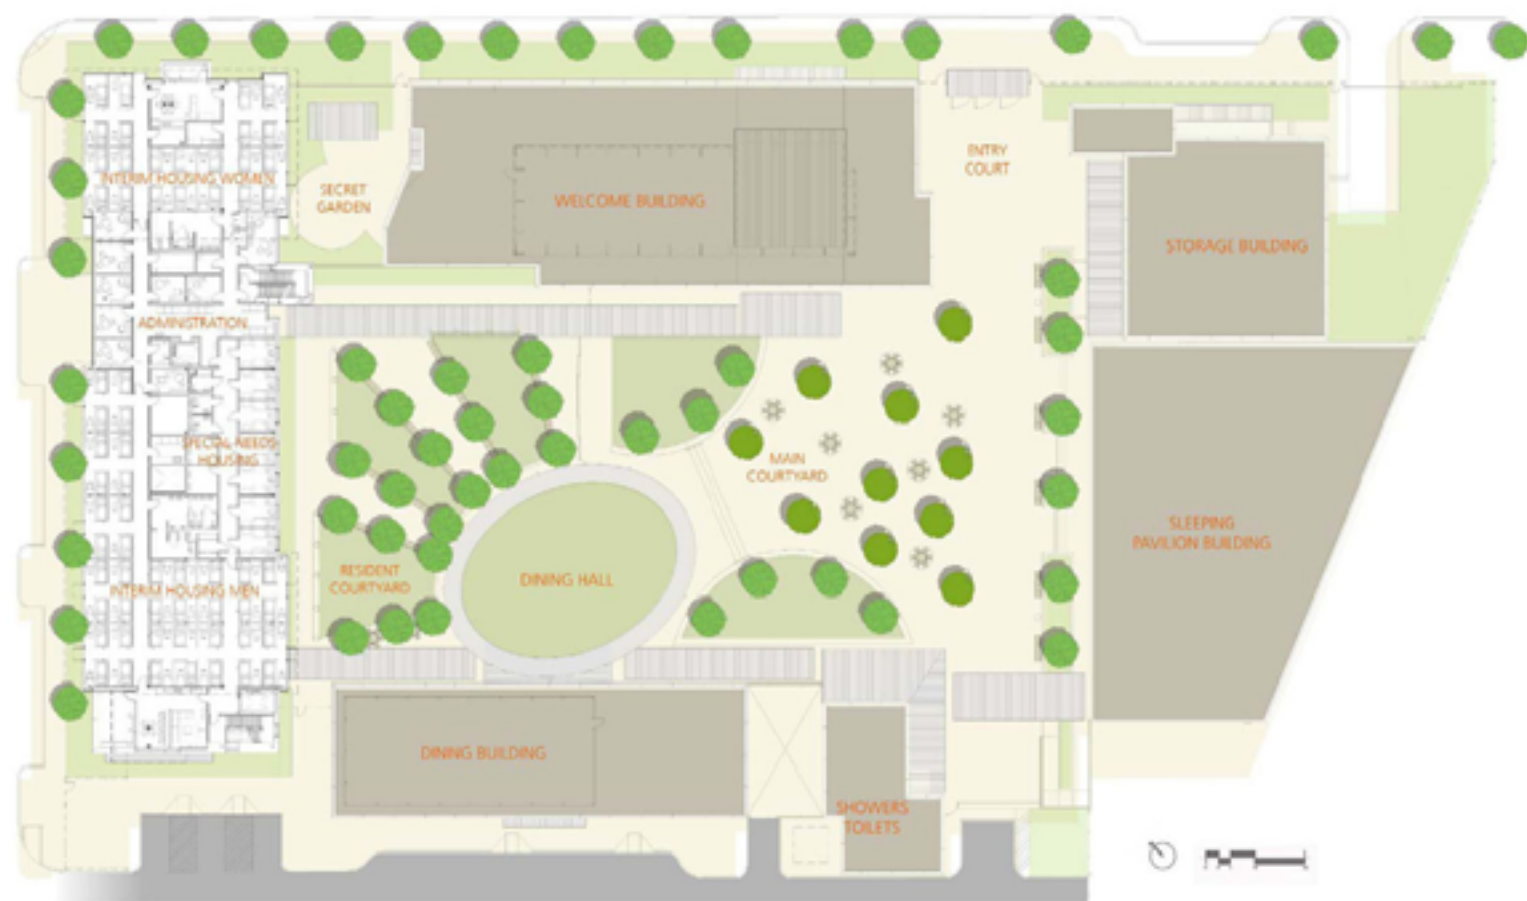 INTERIM HOUSING WOMEN
SECRET
GARDEN
WELCOME BUILDING
ENTRY
COURT
STORAGE BUILDING
ADMINISTRATION
SPECIAL NEEDS
HOUSING
MAIN
COURTYARD
SLEEPING
PAVILION BUILDING
INTERIM HOUSING MEN
RESIDENT
COURTYARD
DINING HALL
DINING BUILDING
SHOWERS
TOILETS